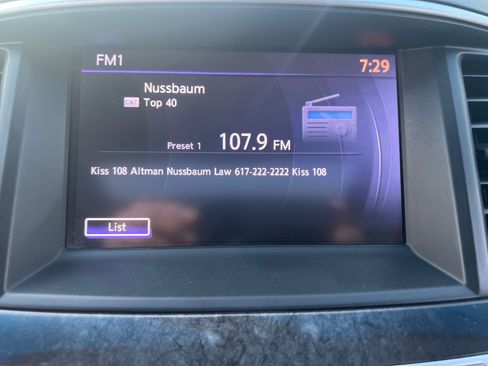 FM1 7:29
Nussbaum
CAT Top 40
Preset 1 107.9 FM
Kiss 108 Altman Nussbaum Law 617-222-2222 Kiss 108
List